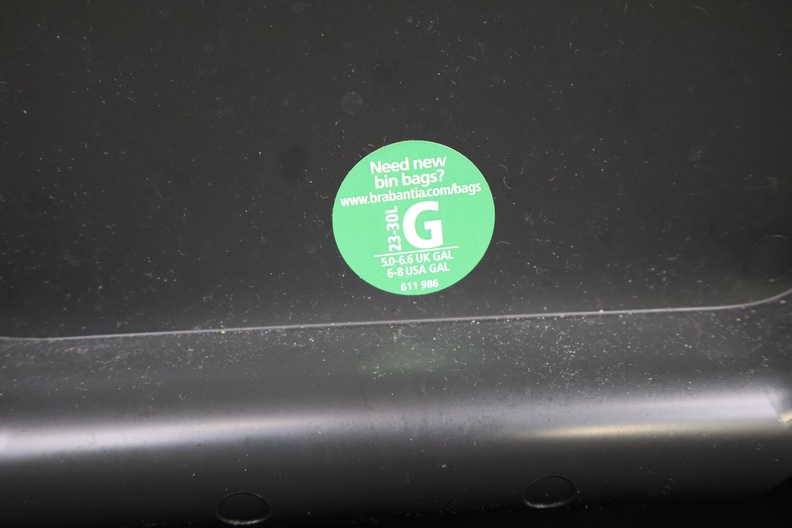 Need new
bin bags?
www.brabantia.com/bags
23-30L
G
5.0-6.6 UK GAL
6-8 USA GAL
611 986